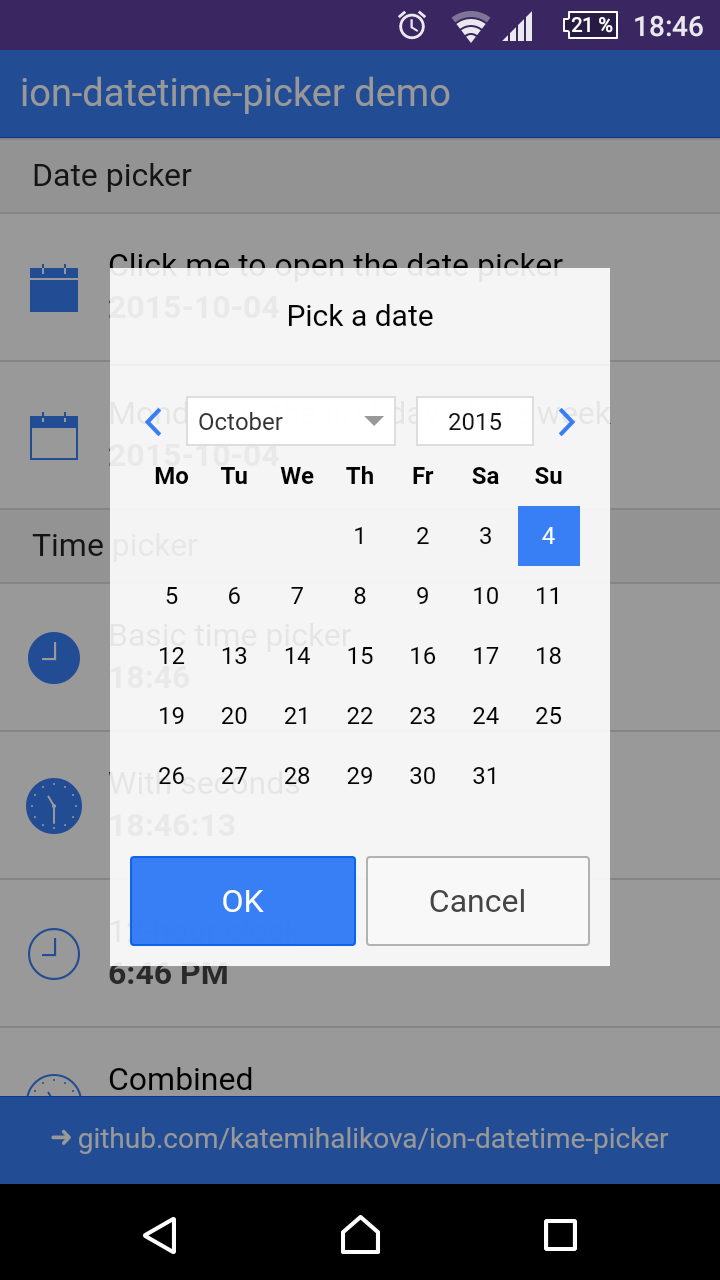 21 % 18:46
ion-datetime-picker demo
Date picker
Click me to open the date picker
2015-10-04
Pick a date
Mond da week
October 2015
2015-10-04
Mo Tu We Th Fr Sa Su
1 2 3 4
Time picker
5 6 7 8 9 10 11
Basic time picker
12 13 14 15 16 17 18
18:46
19 20 21 22 23 24 25
26 27 28 29 30 31
With seconds
18:46:13
OK Cancel
6:46 PM
Combined
➜ github.com/katemihalikova/ion-datetime-picker